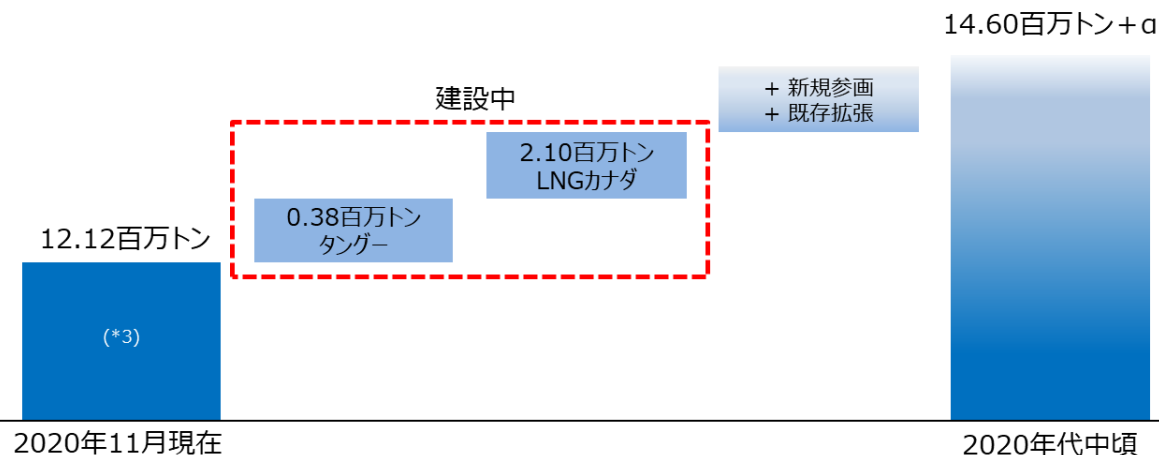 14.60百万トン+α
建設中
+ 新規参画
+ 既存拡張
2.10百万トン
LNGカナダ
0.38百万トン
タングー
12.12百万トン
(*3)
2020年11月現在
2020年代中頃